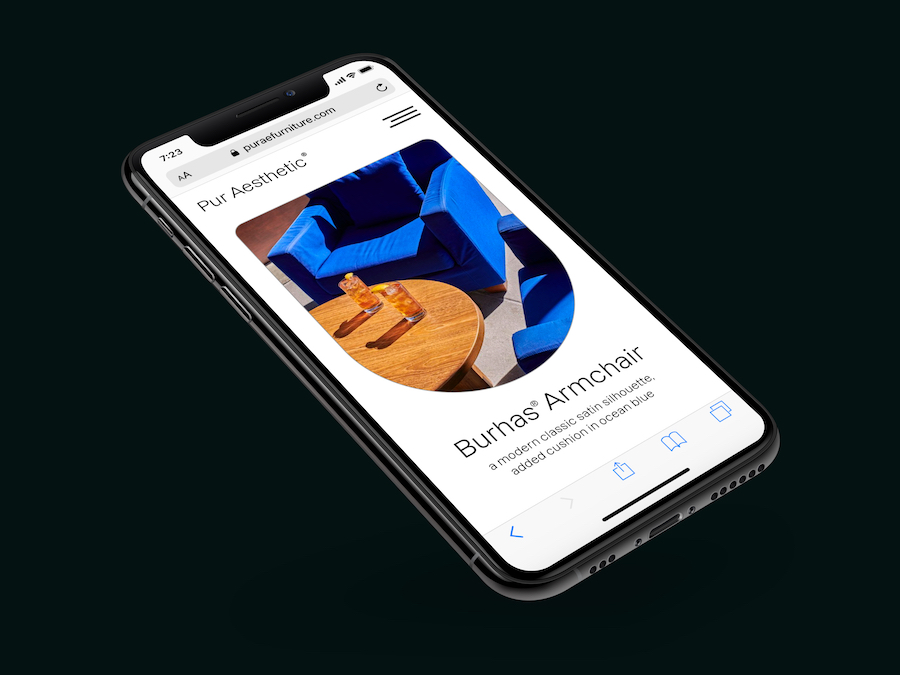 7:23
AA
puraefurniture.com
Pur Aesthetic®
Burhas® Armchair
a modern classic satin silhouette,
added cushion in ocean blue